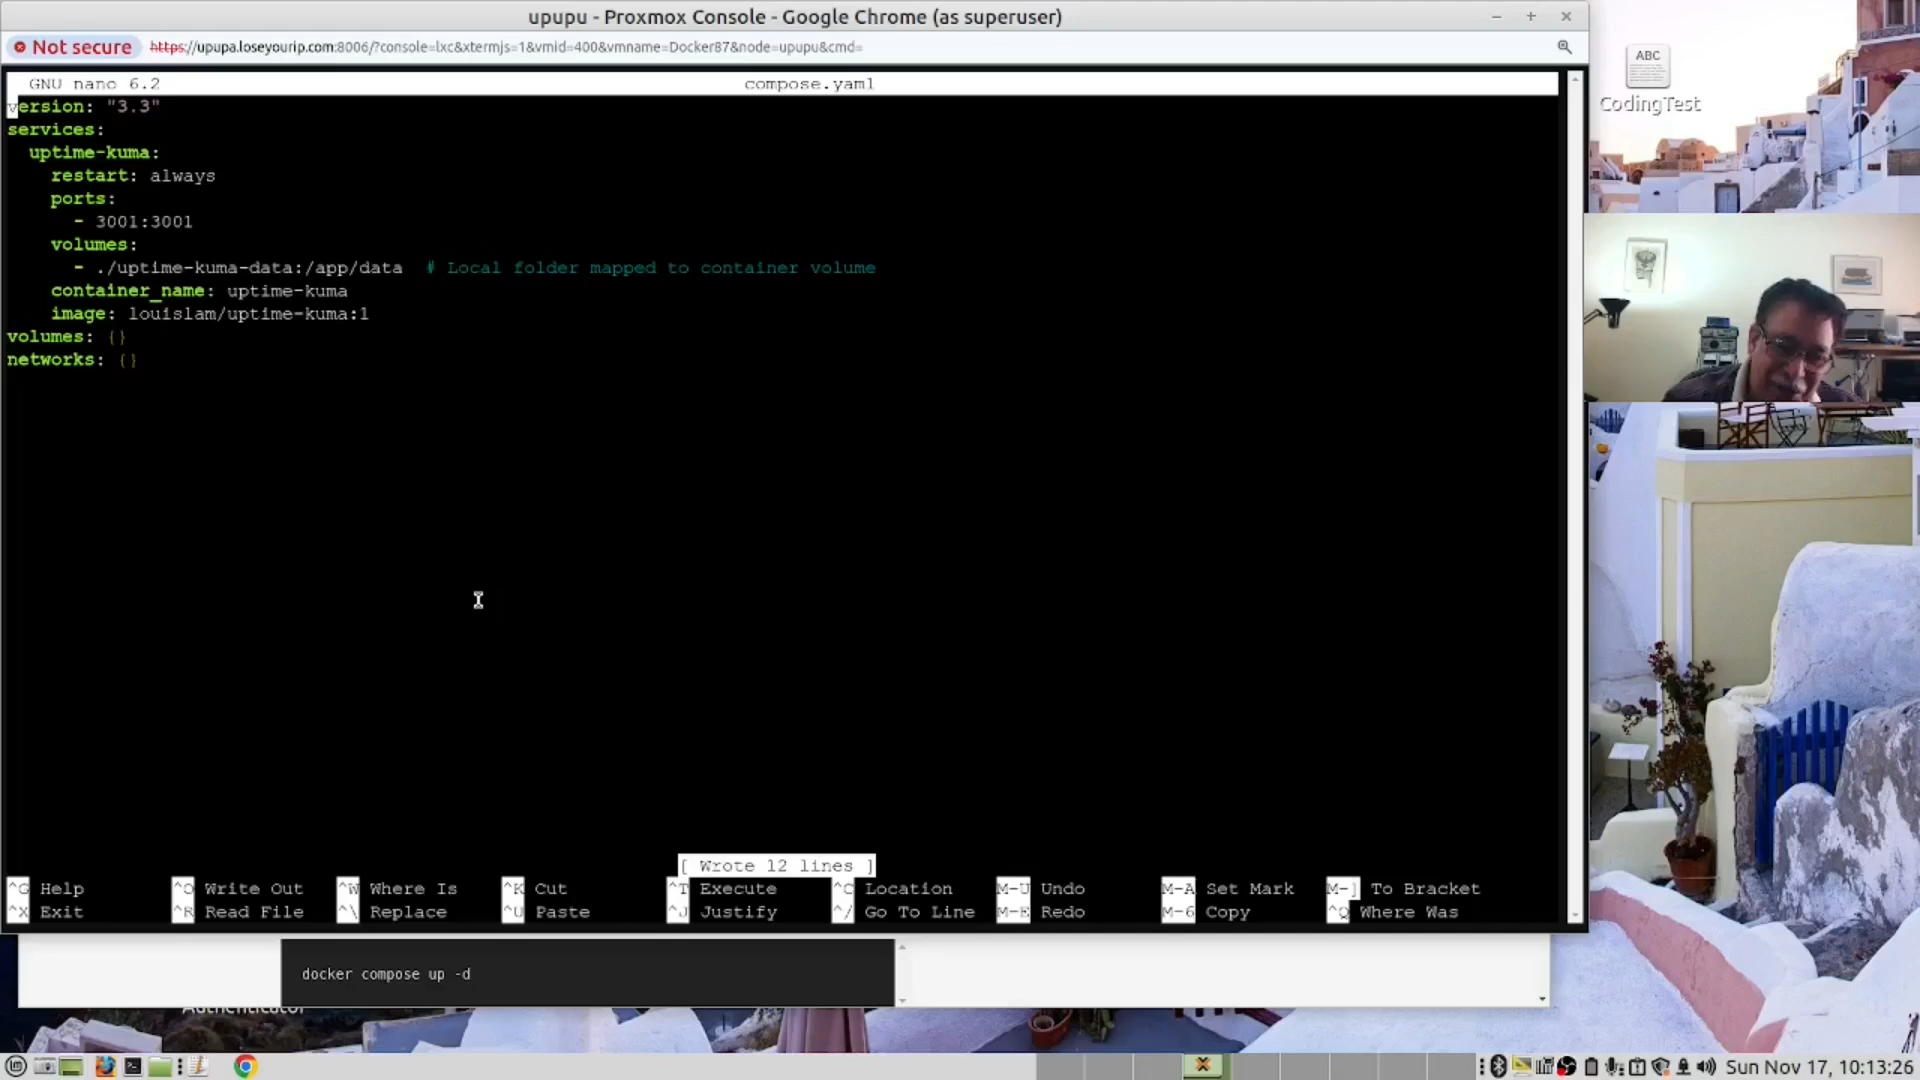 upupu - Proxmox Console - Google Chrome (as superuser)
Not secure https://upupa.loseyourip.com:8006/?console=lxc&xtermjs=1&vmid=400&vmname=Docker87&node=upupu&cmd=
GNU nano 6.2 compose.yaml
version: "3.3"
services:
uptime-kuma:
restart: always
ports:
- 3001:3001
volumes:
- ./uptime-kuma-data:/app/data # Local folder mapped to container volume
container_name: uptime-kuma
image: louislam/uptime-kuma:1
volumes: {}
networks: {}
[ Wrote 12 lines ]
^G Help ^O Write Out ^W Where Is ^K Cut ^T Execute ^C Location M-U Undo M-A Set Mark M-] To Bracket
^X Exit ^R Read File ^\ Replace ^U Paste ^J Justify ^/ Go To Line M-E Redo M-6 Copy ^Q Where Was
docker compose up -d
Authenticator
ABC
CodingTest
Sun Nov 17, 10:13:26